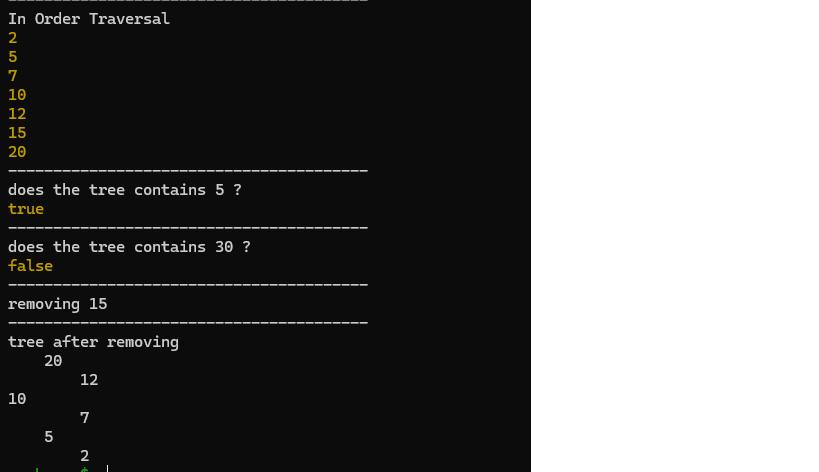 ----------------------------------------
In Order Traversal
2
5
7
10
12
15
20
----------------------------------------
does the tree contains 5 ?
true
----------------------------------------
does the tree contains 30 ?
false
----------------------------------------
removing 15
----------------------------------------
tree after removing
    20
        12
10
        7
    5
        2